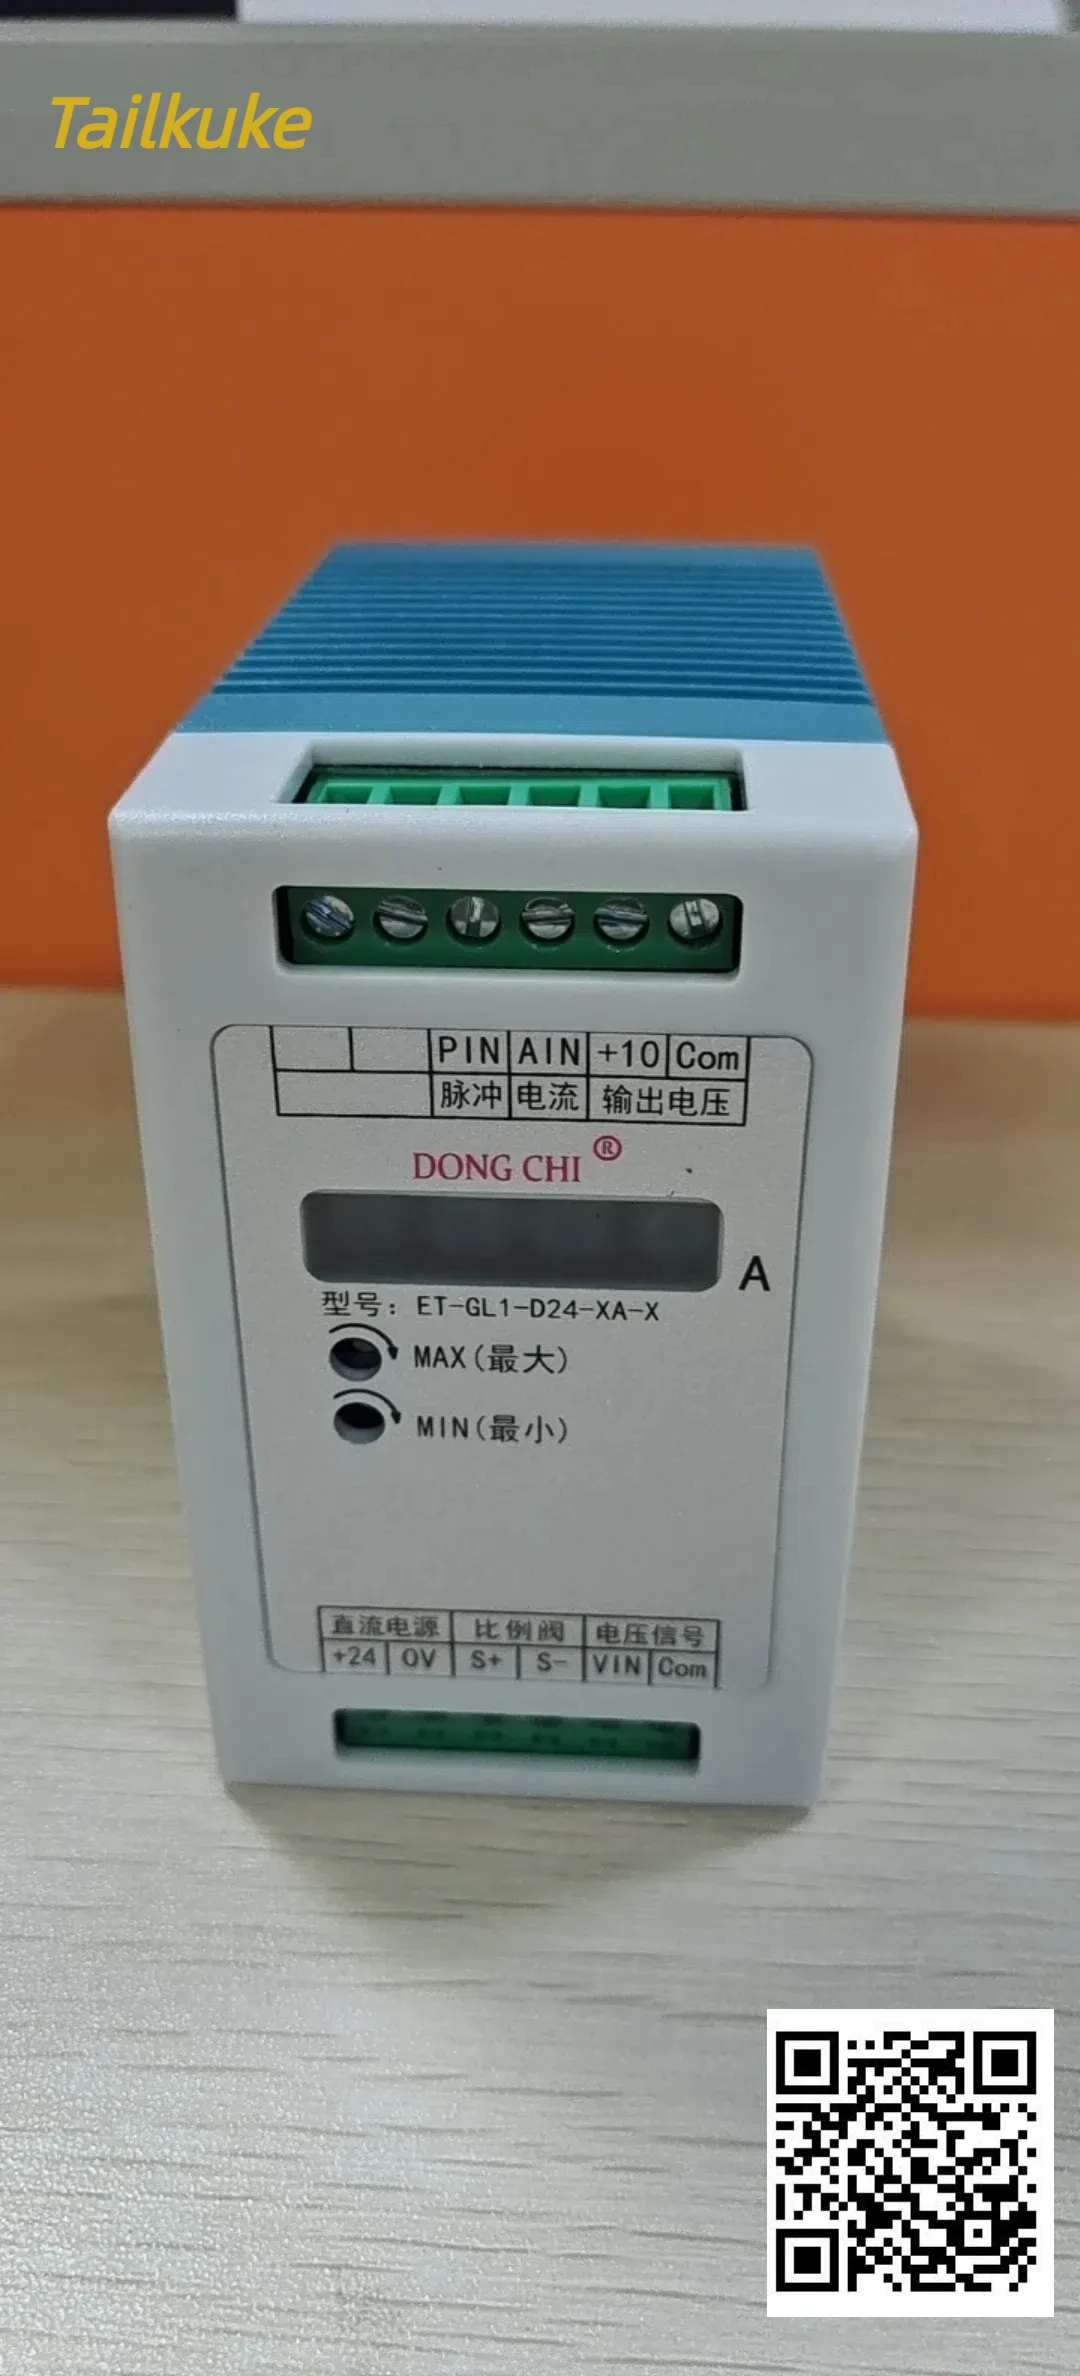 Tailkuke
PIN AIN +10 Com
脉冲 电流 输出电压
DONG CHI ®
A
型号: ET-GL1-D24-XA-X
MAX(最大)
MIN(最小)
直流电源 比例阀 电压信号
+24 0V S+ S- VIN Com